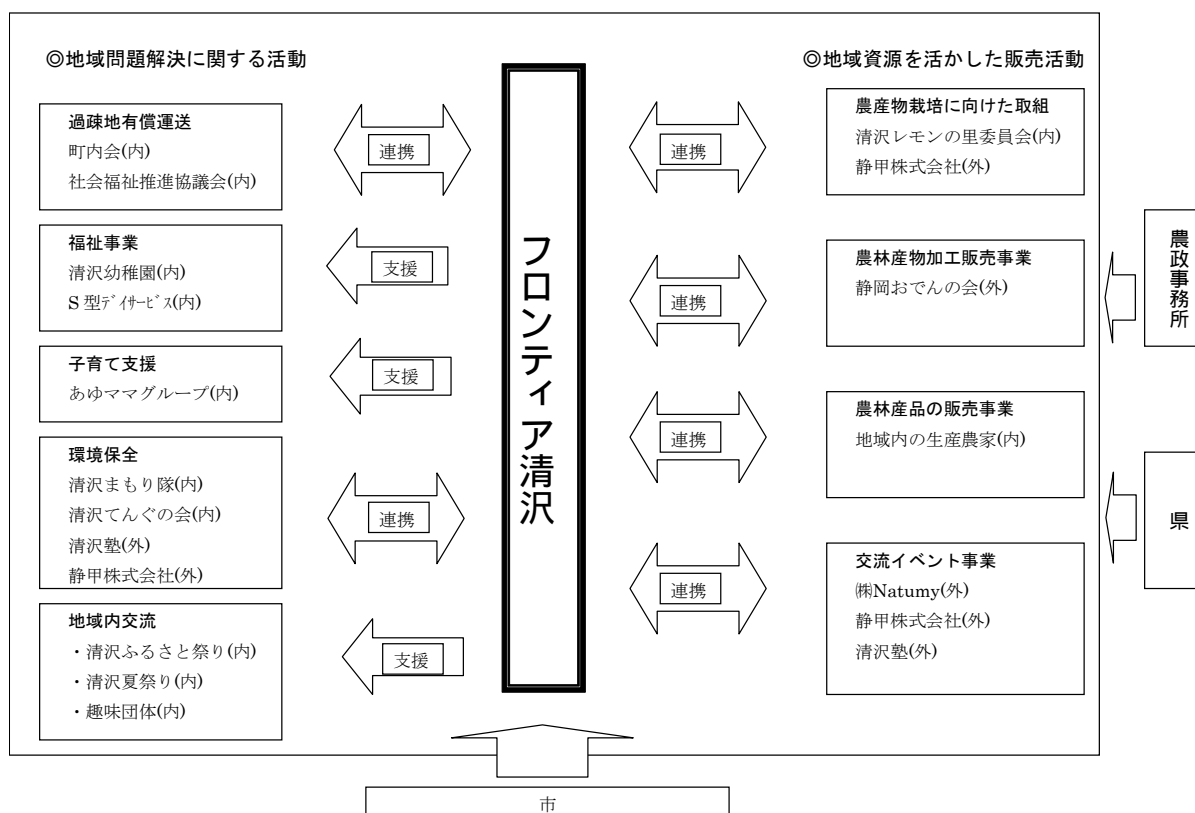 ◎地域問題解決に関する活動
過疎地有償運送
町内会(内)
社会福祉推進協議会(内)
連携
福祉事業
清沢幼稚園(内)
S 型ﾃﾞｲｻｰﾋﾞｽ(内)
支援
子育て支援
あゆママグループ(内)
支援
環境保全
清沢まもり隊(内)
清沢てんぐの会(内)
清沢塾(外)
静甲株式会社(外)
連携
地域内交流
・清沢ふるさと祭り(内)
・清沢夏祭り(内)
・趣味団体(内)
支援
フロンティア清沢
◎地域資源を活かした販売活動
連携
農産物栽培に向けた取組
清沢レモンの里委員会(内)
静甲株式会社(外)
連携
農林産物加工販売事業
静岡おでんの会(外)
連携
農林産品の販売事業
地域内の生産農家(内)
連携
交流イベント事業
㈱Natumy(外)
静甲株式会社(外)
清沢塾(外)
農政事務所
県
市